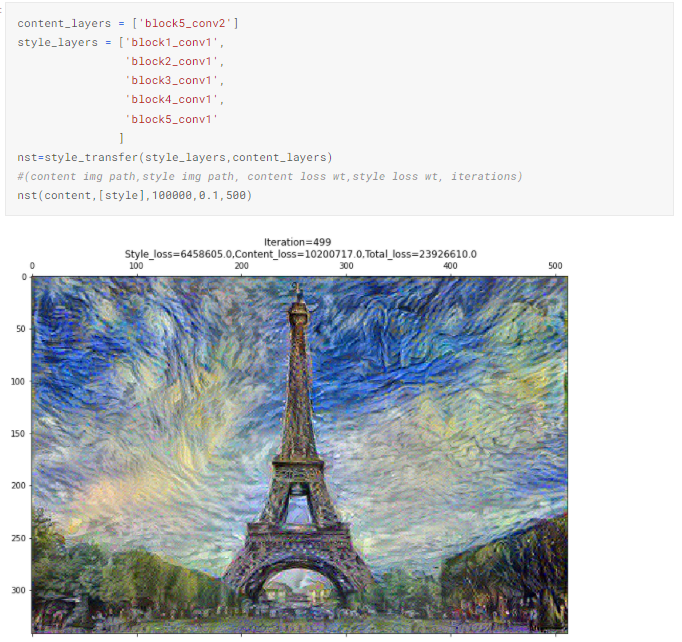 content_layers = ['block5_conv2']
style_layers = ['block1_conv1',
'block2_conv1',
'block3_conv1',
'block4_conv1',
'block5_conv1'
]
nst=style_transfer(style_layers,content_layers)
#(content img path,style img path, content loss wt,style loss wt, iterations)
nst(content,[style],100000,0.1,500)
Iteration=499
Style_loss=6458605.0,Content_loss=10200717.0,Total_loss=23926610.0
0 100 200 300 400 500
0
50
100
150
200
250
300